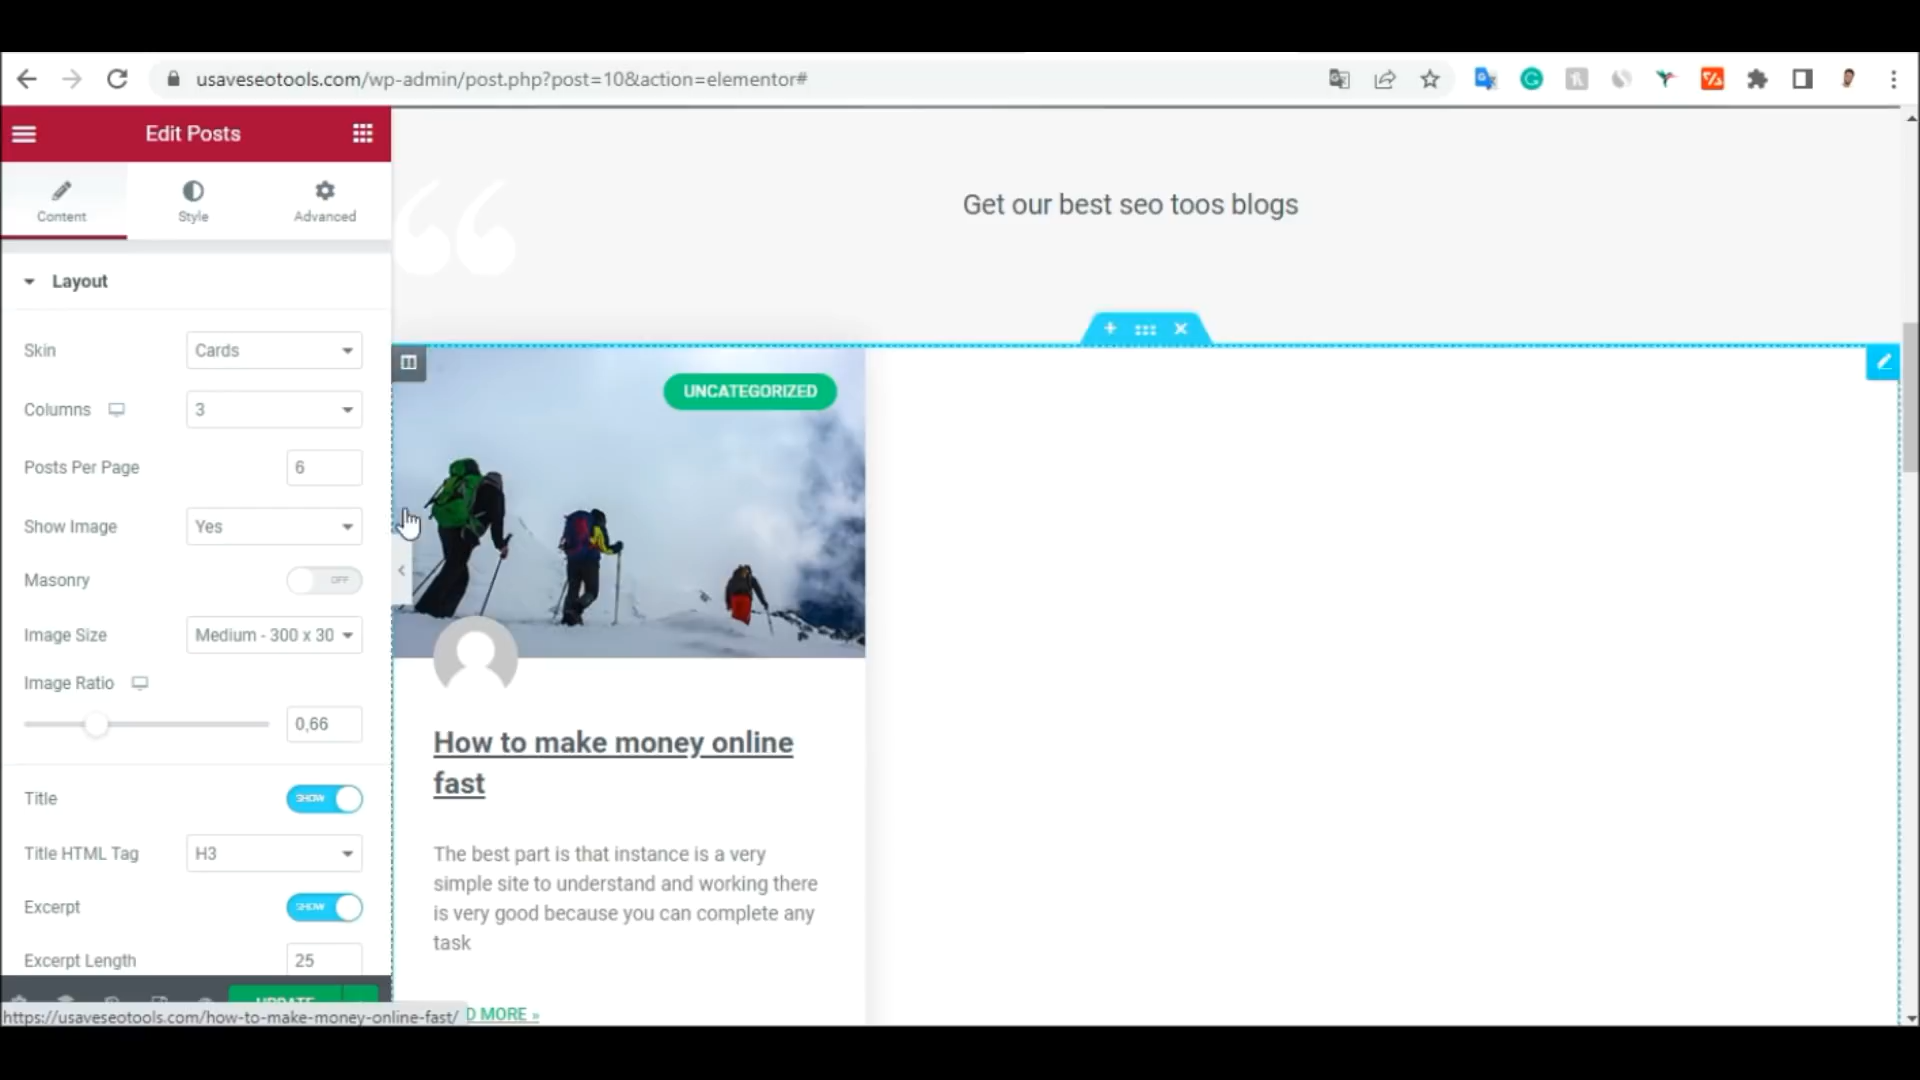 usaveseotools.com/wp-admin/post.php?post=10&action=elementor#
Edit Posts
Content
Style
Advanced
Layout
Skin
Cards
Columns
3
Posts Per Page
6
Show Image
Yes
Masonry
OFF
Image Size
Medium - 300 x 30
Image Ratio
0,66
Title
SHOW
Title HTML Tag
H3
Excerpt
SHOW
Excerpt Length
25
UPDATE
https://usaveseotools.com/how-to-make-money-online-fast/
Get our best seo toos blogs
UNCATEGORIZED
How to make money online
fast
The best part is that instance is a very
simple site to understand and working there
is very good because you can complete any
task
D MORE »